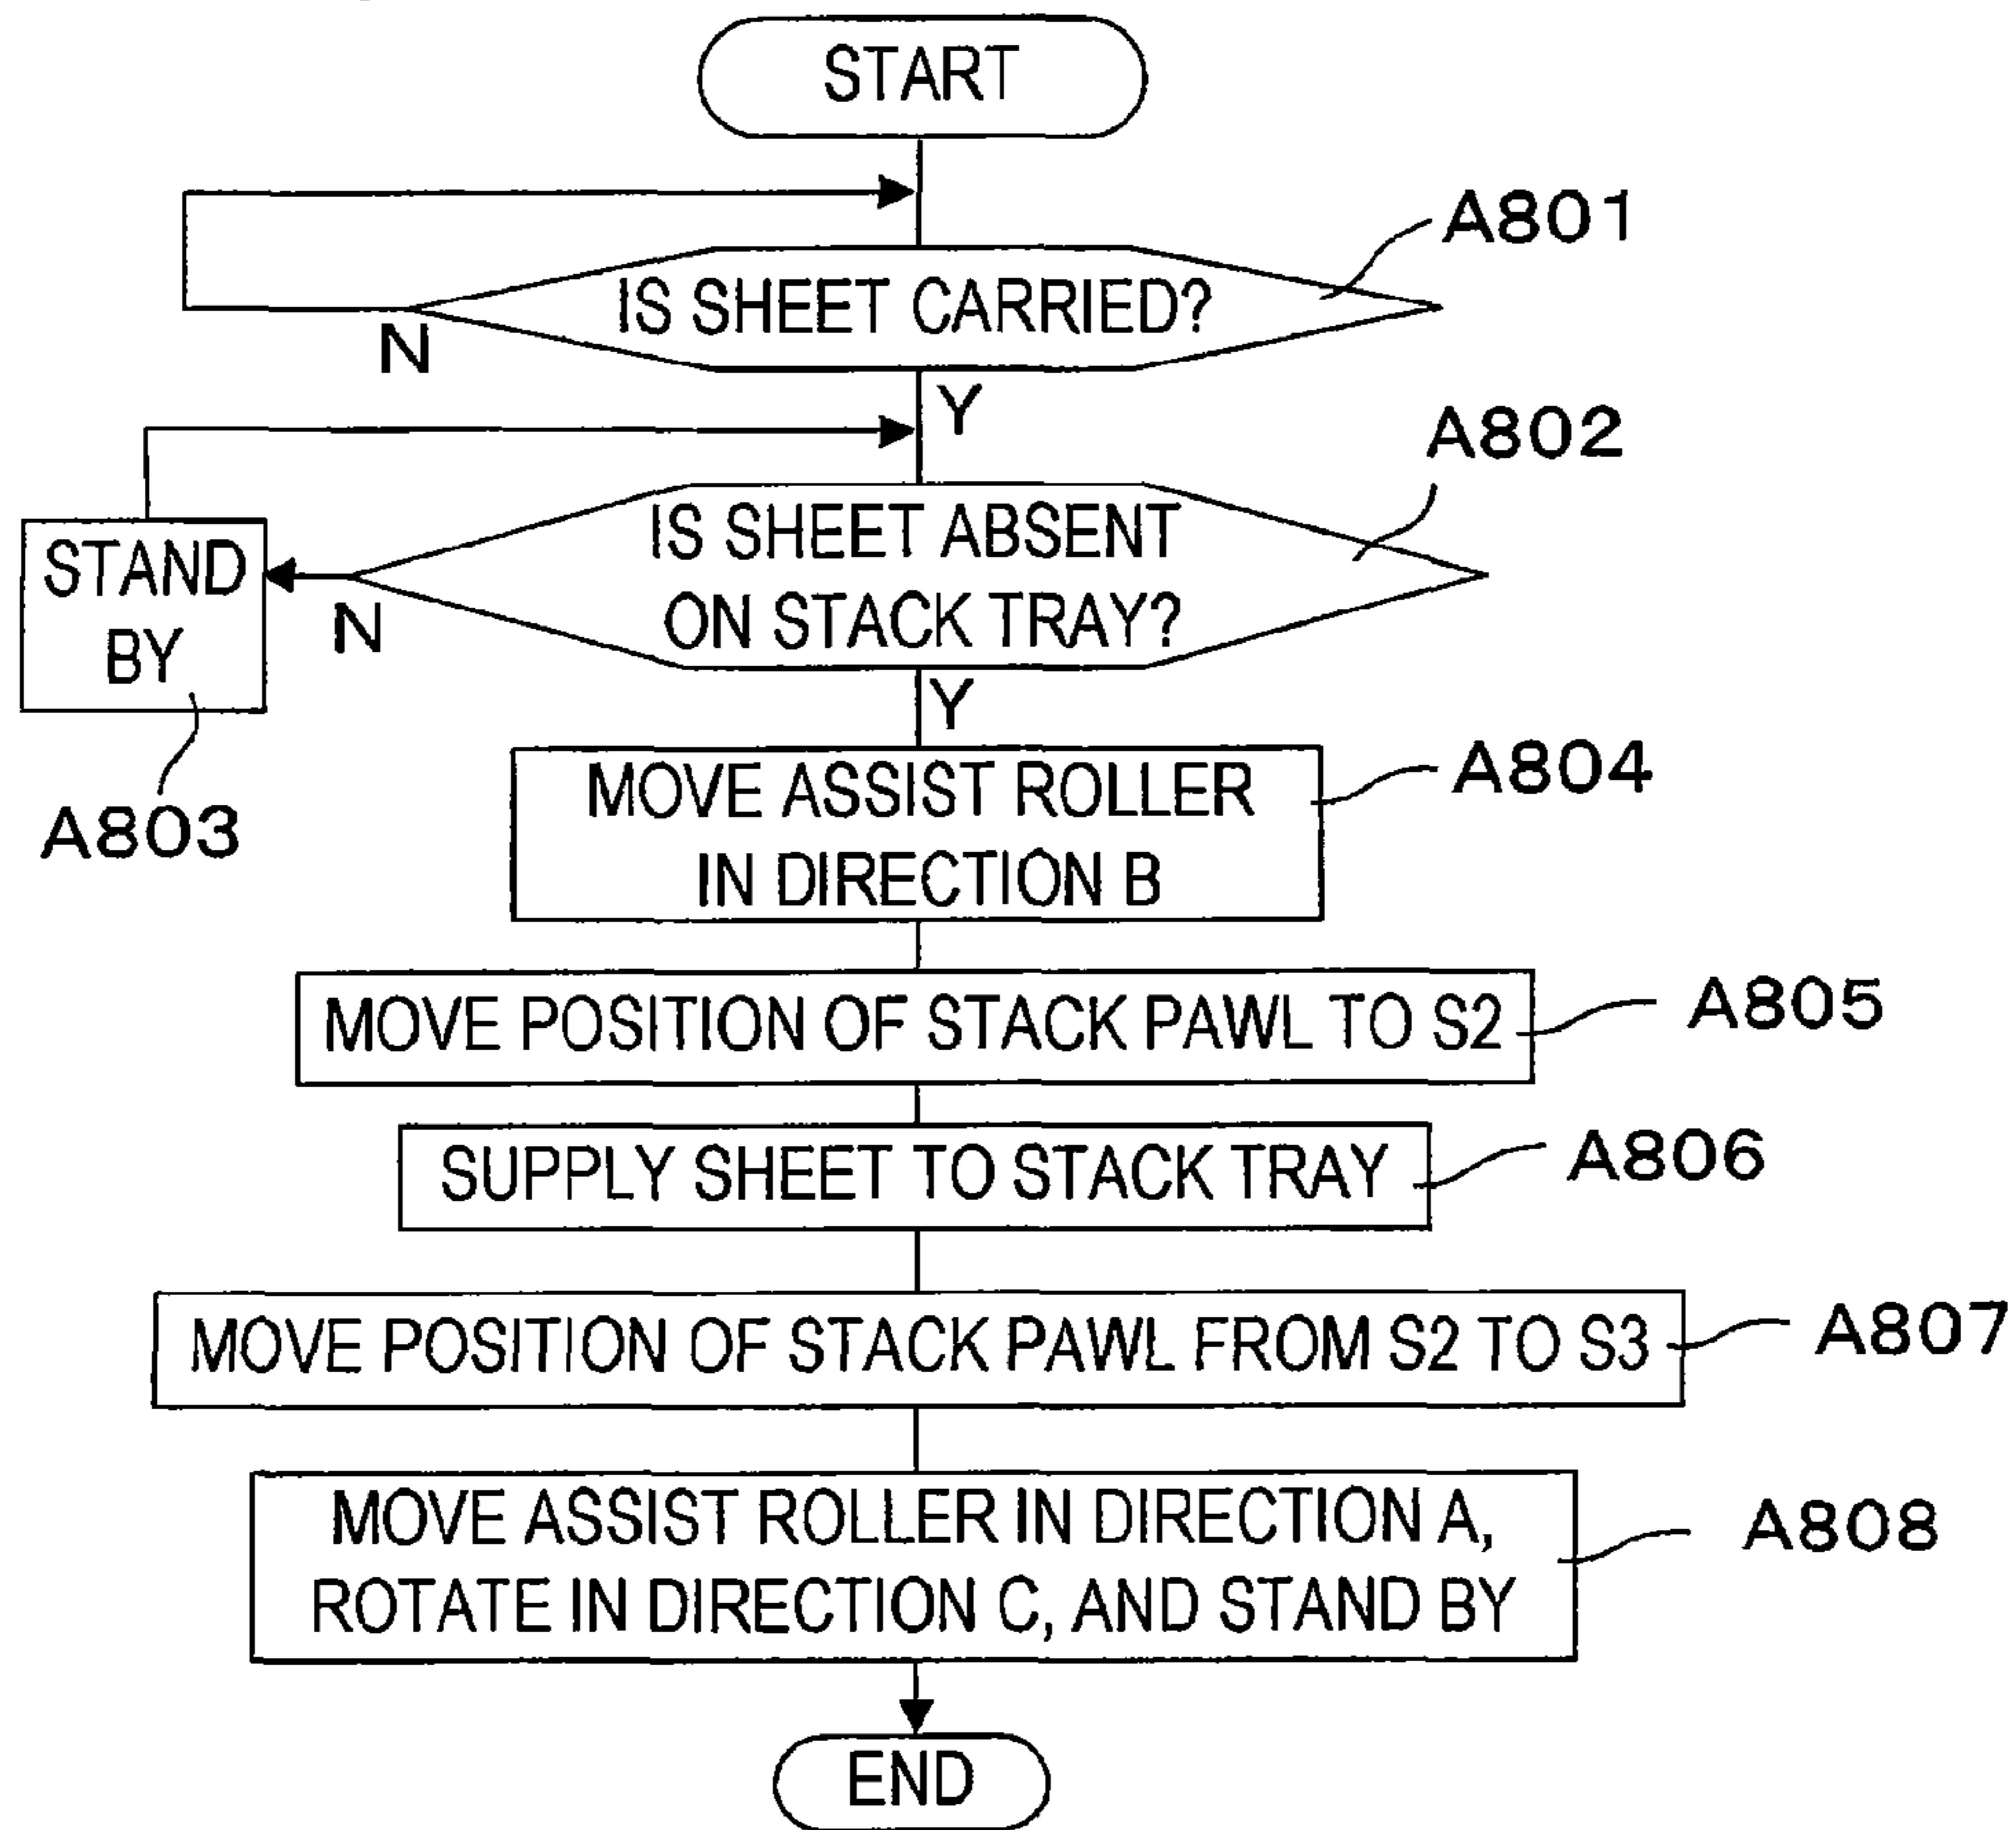 START
A801
IS SHEET CARRIED?
N
Y
A802
IS SHEET ABSENT
ON STACK TRAY?
STAND
BY
N
Y
A803
A804
MOVE ASSIST ROLLER
IN DIRECTION B
MOVE POSITION OF STACK PAWL TO S2
A805
SUPPLY SHEET TO STACK TRAY
A806
MOVE POSITION OF STACK PAWL FROM S2 TO S3
A807
MOVE ASSIST ROLLER IN DIRECTION A,
ROTATE IN DIRECTION C, AND STAND BY
A808
END